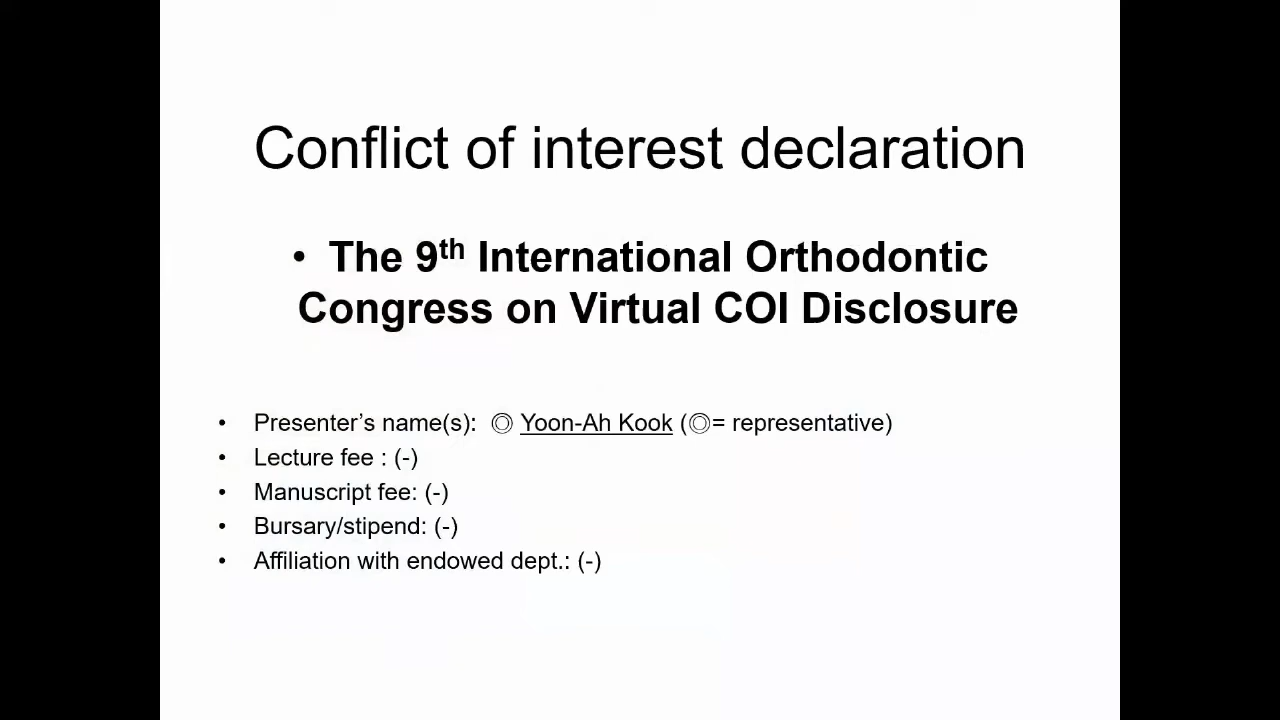 Conflict of interest declaration
• The 9th International Orthodontic
Congress on Virtual COI Disclosure
• Presenter’s name(s): ◎ Yoon-Ah Kook (◎= representative)
• Lecture fee : (-)
• Manuscript fee: (-)
• Bursary/stipend: (-)
• Affiliation with endowed dept.: (-)